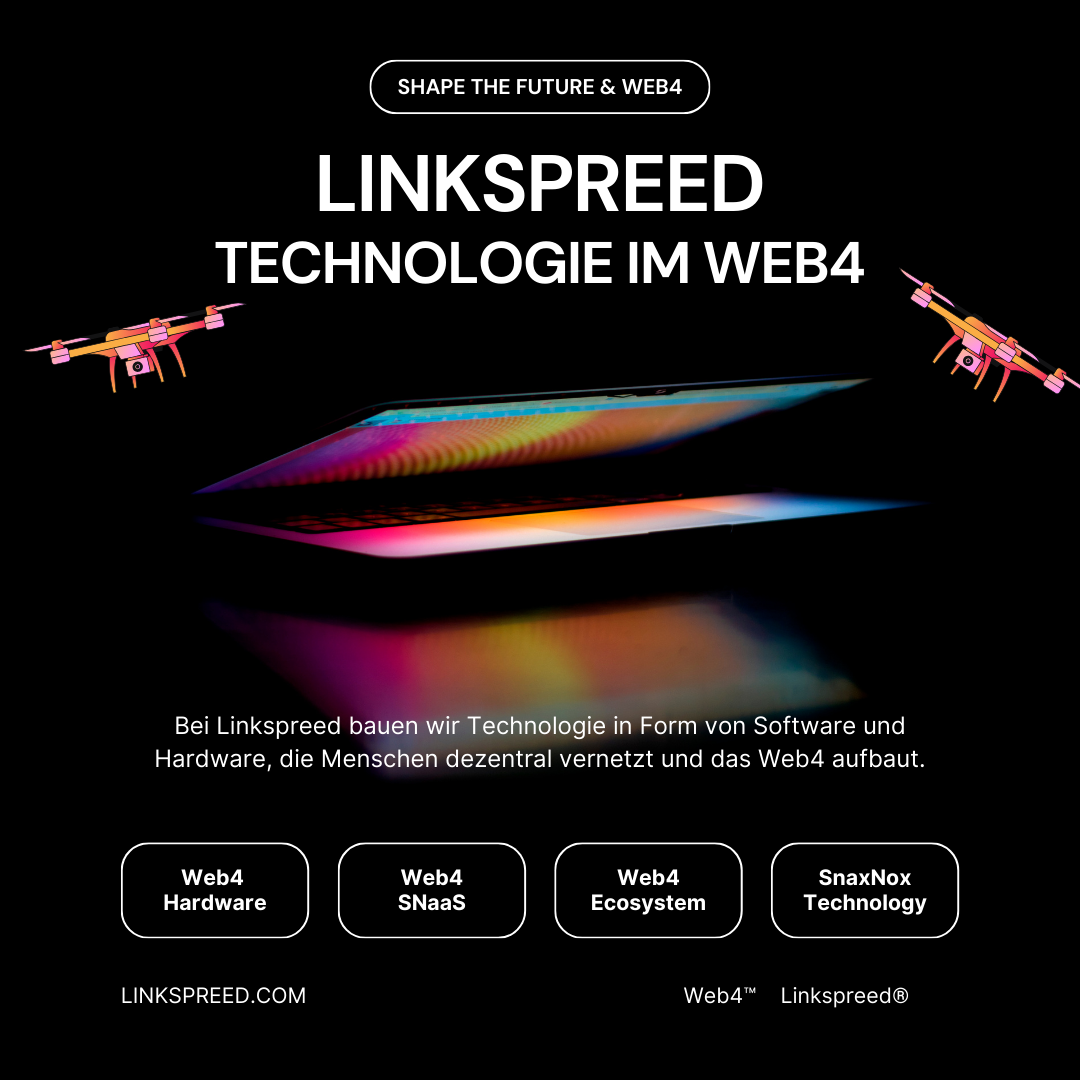 SHAPE THE FUTURE & WEB4
LINKSPREED
TECHNOLOGIE IM WEB4
Bei Linkspreed bauen wir Technologie in Form von Software und
Hardware, die Menschen dezentral vernetzt und das Web4 aufbaut.
Web4
Hardware
Web4
SNaaS
Web4
Ecosystem
SnaxNox
Technology
LINKSPREED.COM
Web4™ Linkspreed®